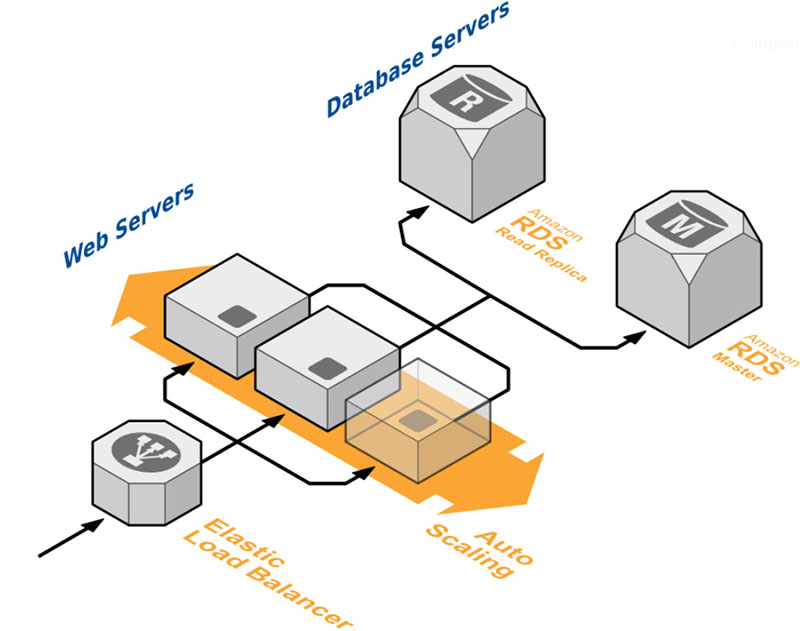 Database Servers
celingest
R
Web Servers
M
Amazon
RDS
Read Replica
Amazon
RDS
Master
Elastic
Load Balancer
Auto
Scaling